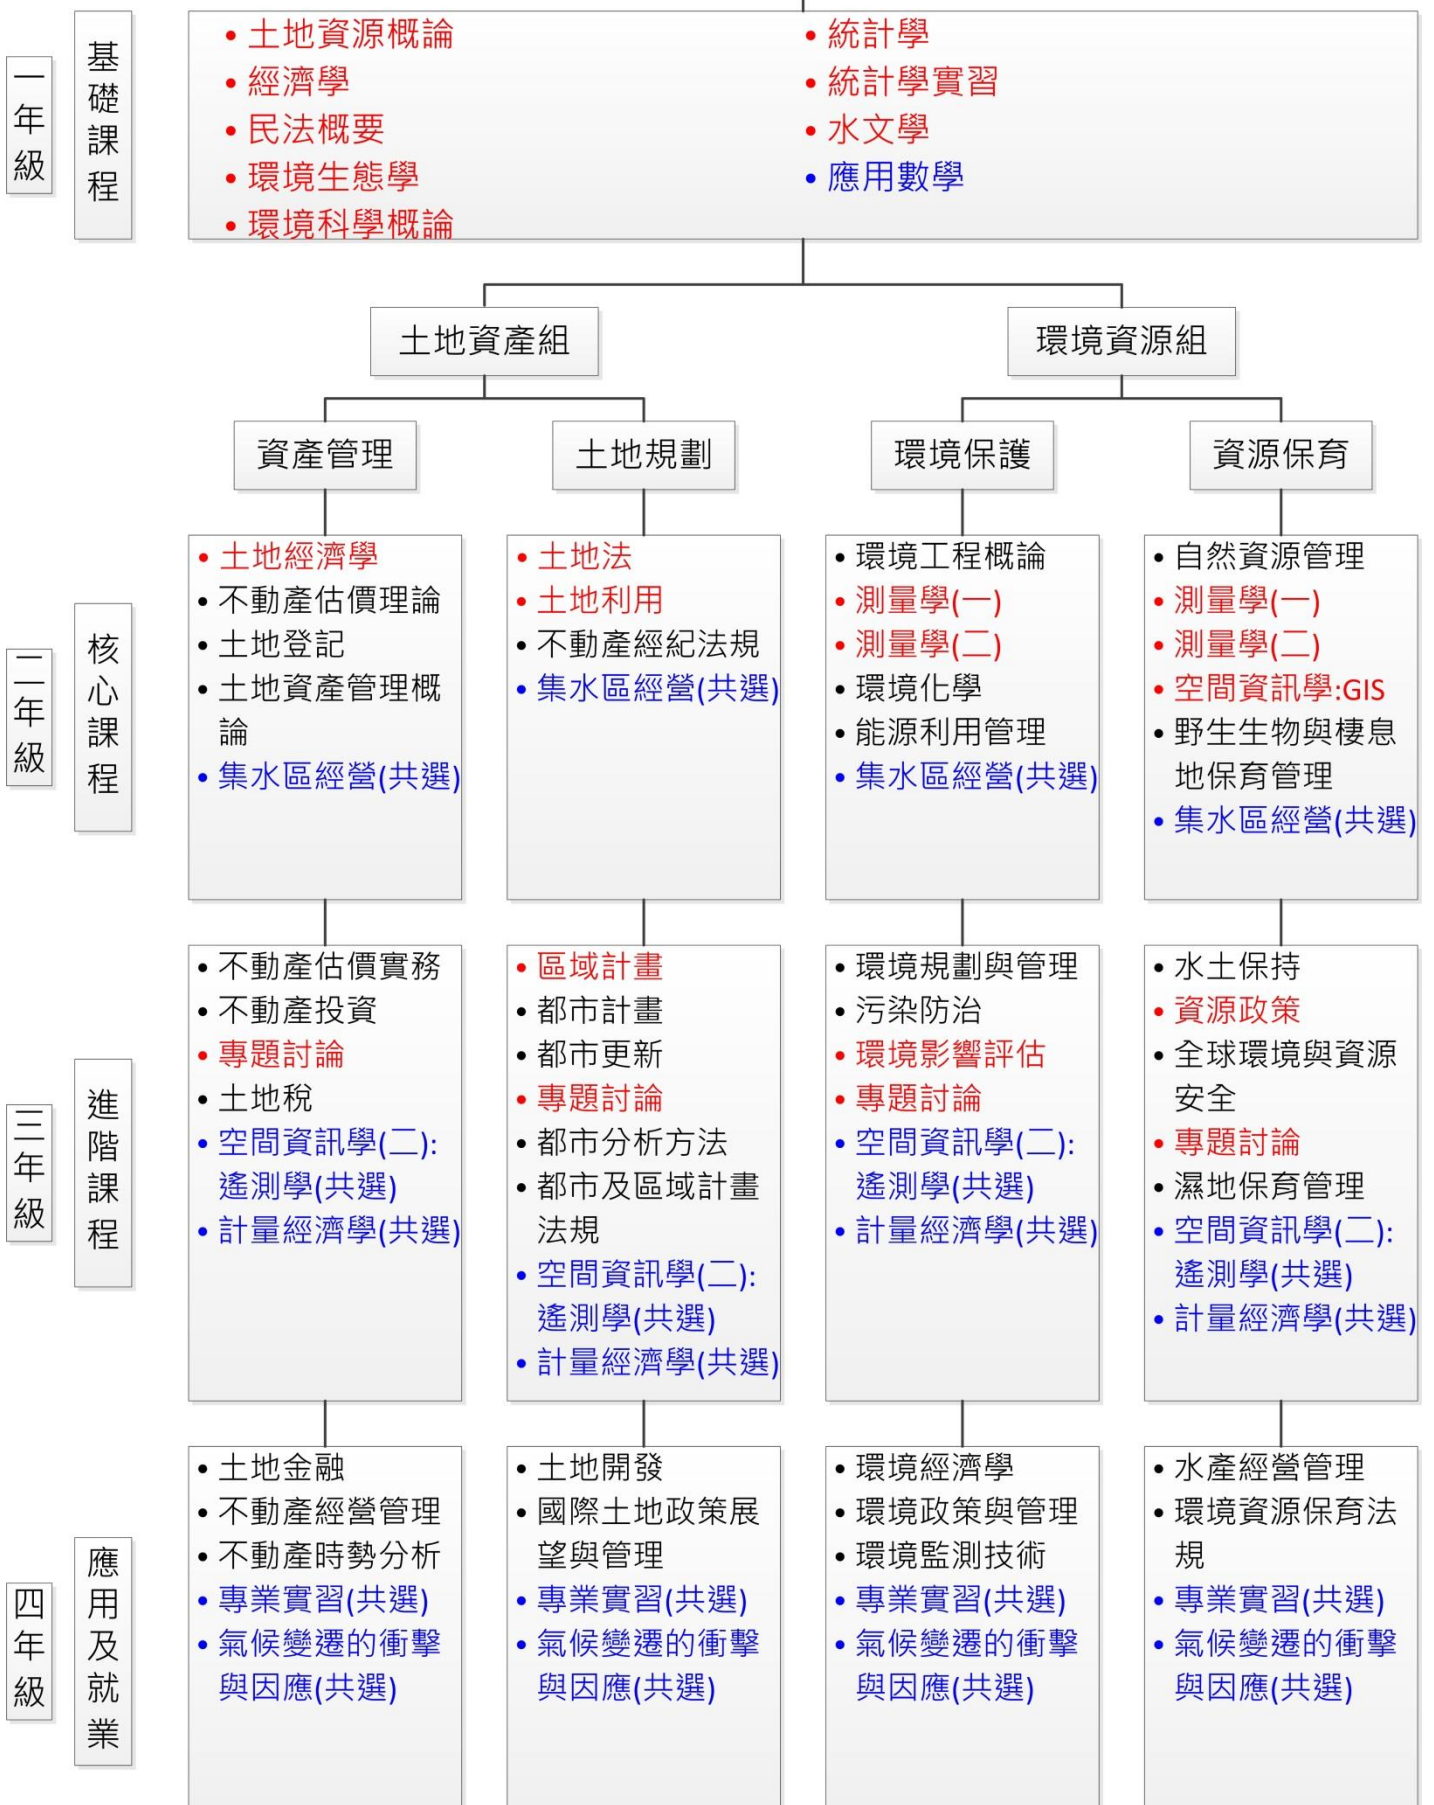 一年級
基礎課程
• 土地資源概論
• 經濟學
• 民法概要
• 環境生態學
• 環境科學概論
• 統計學
• 統計學實習
• 水文學
• 應用數學
土地資產組
環境資源組
資產管理
土地規劃
環境保護
資源保育
二年級
核心課程
• 土地經濟學
• 不動產估價理論
• 土地登記
• 土地資產管理概
論
• 集水區經營(共選)
• 土地法
• 土地利用
• 不動產經紀法規
• 集水區經營(共選)
• 環境工程概論
• 測量學(一)
• 測量學(二)
• 環境化學
• 能源利用管理
• 集水區經營(共選)
• 自然資源管理
• 測量學(一)
• 測量學(二)
• 空間資訊學:GIS
• 野生生物與棲息
地保育管理
• 集水區經營(共選)
三年級
進階課程
• 不動產估價實務
• 不動產投資
• 專題討論
• 土地稅
• 空間資訊學(二):
遙測學(共選)
• 計量經濟學(共選)
• 區域計畫
• 都市計畫
• 都市更新
• 專題討論
• 都市分析方法
• 都市及區域計畫
法規
• 空間資訊學(二):
遙測學(共選)
• 計量經濟學(共選)
• 環境規劃與管理
• 污染防治
• 環境影響評估
• 專題討論
• 空間資訊學(二):
遙測學(共選)
• 計量經濟學(共選)
• 水土保持
• 資源政策
• 全球環境與資源
安全
• 專題討論
• 濕地保育管理
• 空間資訊學(二):
遙測學(共選)
• 計量經濟學(共選)
四年級
應用及就業
• 土地金融
• 不動產經營管理
• 不動產時勢分析
• 專業實習(共選)
• 氣候變遷的衝擊
與因應(共選)
• 土地開發
• 國際土地政策展
望與管理
• 專業實習(共選)
• 氣候變遷的衝擊
與因應(共選)
• 環境經濟學
• 環境政策與管理
• 環境監測技術
• 專業實習(共選)
• 氣候變遷的衝擊
與因應(共選)
• 水產經營管理
• 環境資源保育法
規
• 專業實習(共選)
• 氣候變遷的衝擊
與因應(共選)